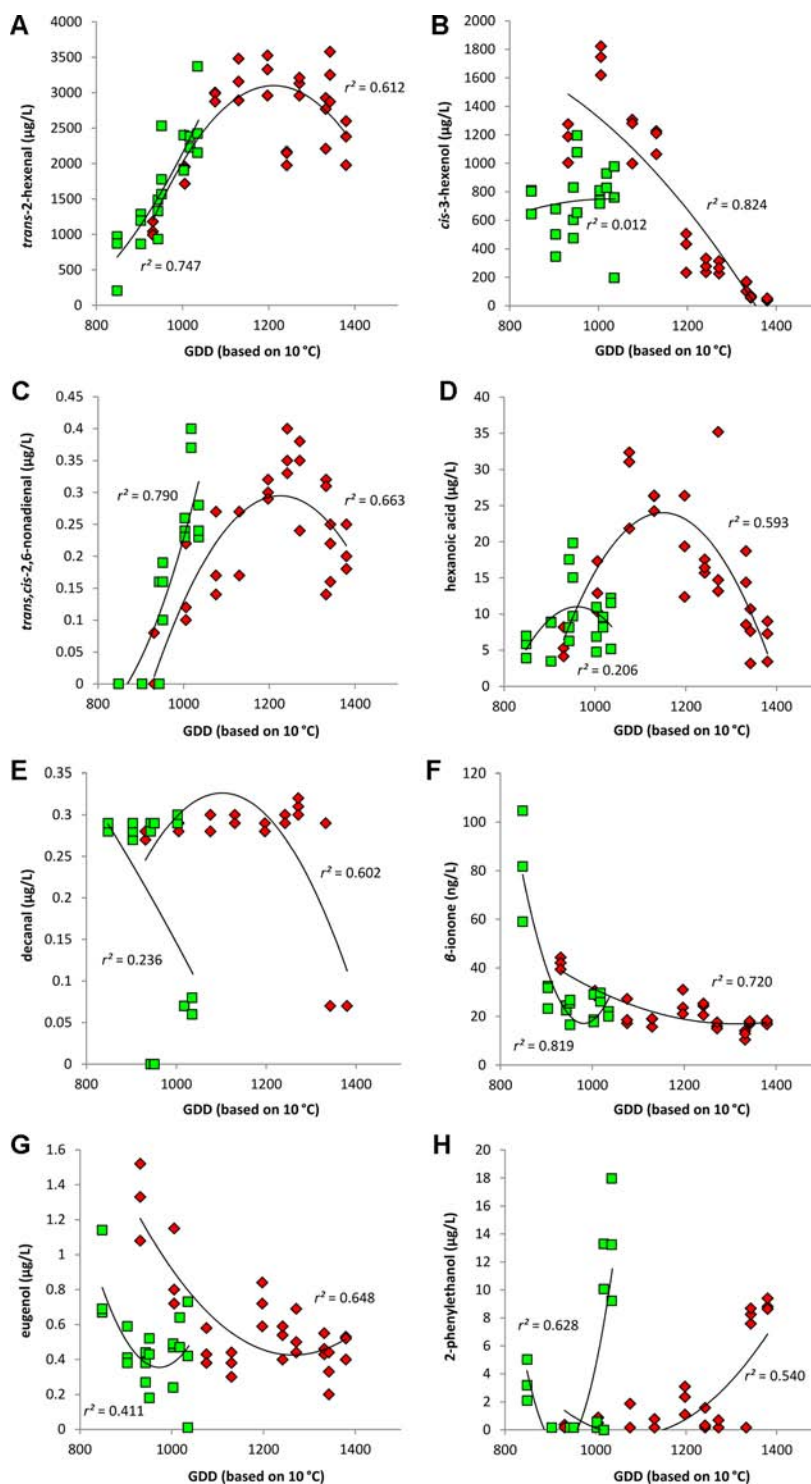 A
B
trans-2-hexenal (µg/L)
4000
3500
3000
2500
2000
1500
1000
500
0
r² = 0.612
r² = 0.747
800 1000 1200 1400
GDD (based on 10 °C)
cis-3-hexenol (µg/L)
2000
1800
1600
1400
1200
1000
800
600
400
200
0
r² = 0.824
r² = 0.012
800 1000 1200 1400
GDD (based on 10 °C)
C
D
trans,cis-2,6-nonadienal (µg/L)
0.45
0.4
0.35
0.3
0.25
0.2
0.15
0.1
0.05
0
r² = 0.790
r² = 0.663
800 1000 1200 1400
GDD (based on 10 °C)
hexanoic acid (µg/L)
40
35
30
25
20
15
10
5
0
r² = 0.593
r² = 0.206
800 1000 1200 1400
GDD (based on 10 °C)
E
F
decanal (µg/L)
0.35
0.3
0.25
0.2
0.15
0.1
0.05
0
r² = 0.602
r² = 0.236
800 1000 1200 1400
GDD (based on 10 °C)
β-ionone (ng/L)
120
100
80
60
40
20
0
r² = 0.720
r² = 0.819
800 1000 1200 1400
GDD (based on 10 °C)
G
H
eugenol (µg/L)
1.6
1.4
1.2
1
0.8
0.6
0.4
0.2
0
r² = 0.648
r² = 0.411
800 1000 1200 1400
GDD (based on 10 °C)
2-phenylethanol (µg/L)
20
18
16
14
12
10
8
6
4
2
0
r² = 0.628
r² = 0.540
800 1000 1200 1400
GDD (based on 10 °C)